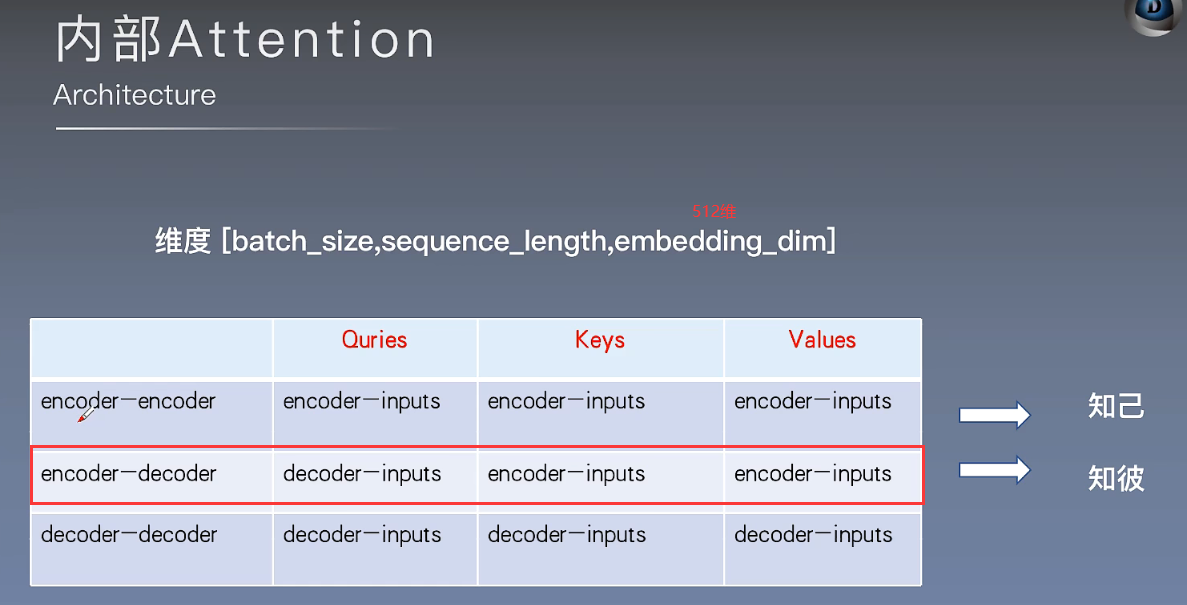 内部Attention
Architecture
512维
维度 [batch_size,sequence_length,embedding_dim]
Quries Keys Values
encoder-encoder encoder-inputs encoder-inputs encoder-inputs 知己
encoder-decoder decoder-inputs encoder-inputs encoder-inputs 知彼
decoder-decoder decoder-inputs decoder-inputs decoder-inputs